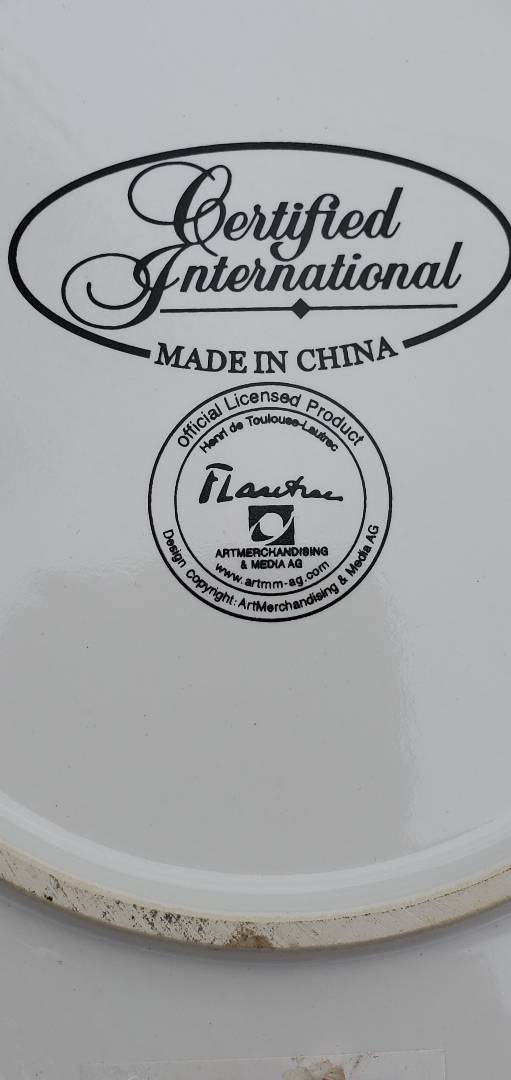 Certified
International
MADE IN CHINA
Official Licensed Product
Henri de Toulouse-Lautrec
TLautrec
ARTMERCHANDISING
& MEDIA AG
www.artmm-ag.com
Design copyright: ArtMerchandising & Media AG